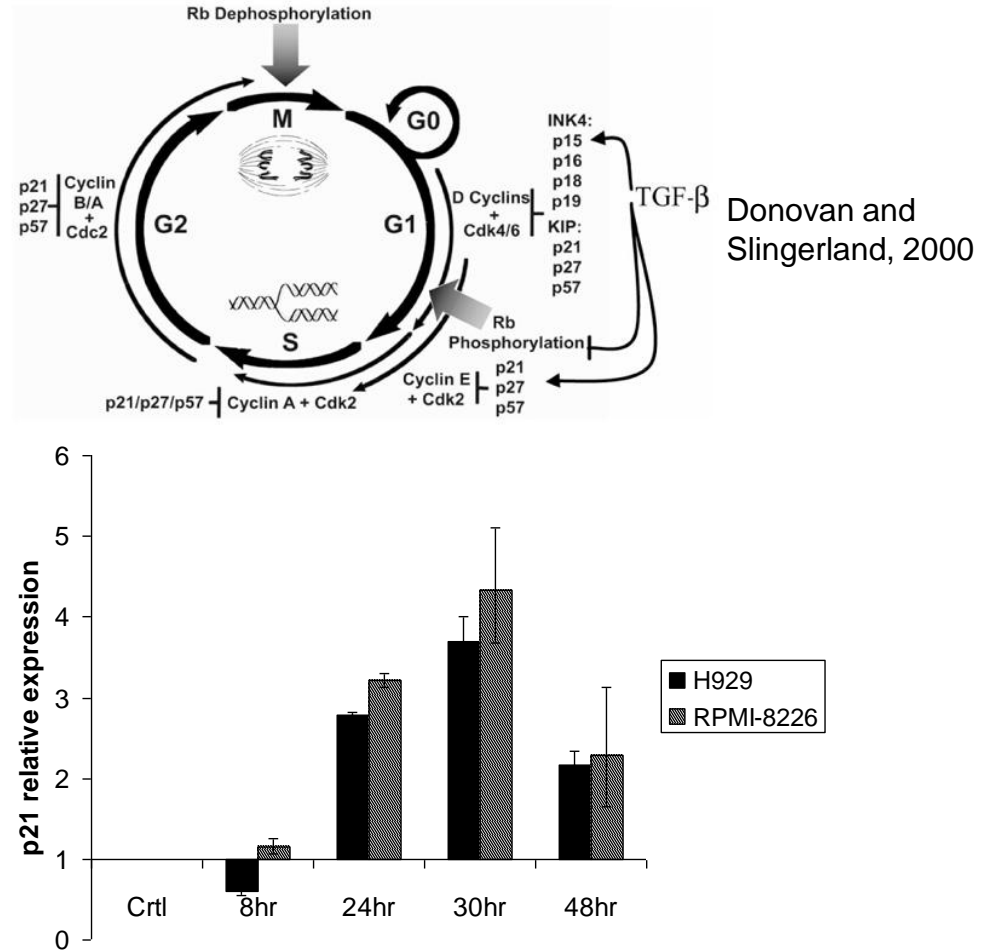 Rb Dephosphorylation
M
G0
G1
S
G2
p21
p27
p57
Cyclin
B/A
+
Cdc2
D Cyclins
+
Cdk4/6
INK4:
p15
p16
p18
p19
KIP:
p21
p27
p57
TGF-β
Donovan and
Slingerland, 2000
Rb
Phosphorylation
Cyclin E
+ Cdk2
p21
p27
p57
p21/p27/p57
Cyclin A + Cdk2
p21 relative expression
6
5
4
3
2
1
0
Crtl
8hr
24hr
30hr
48hr
H929
RPMI-8226